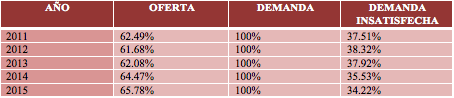 AÑO OFERTA DEMANDA DEMANDA INSATISFECHA
2011 62.49% 100% 37.51%
2012 61.68% 100% 38.32%
2013 62.08% 100% 37.92%
2014 64.47% 100% 35.53%
2015 65.78% 100% 34.22%